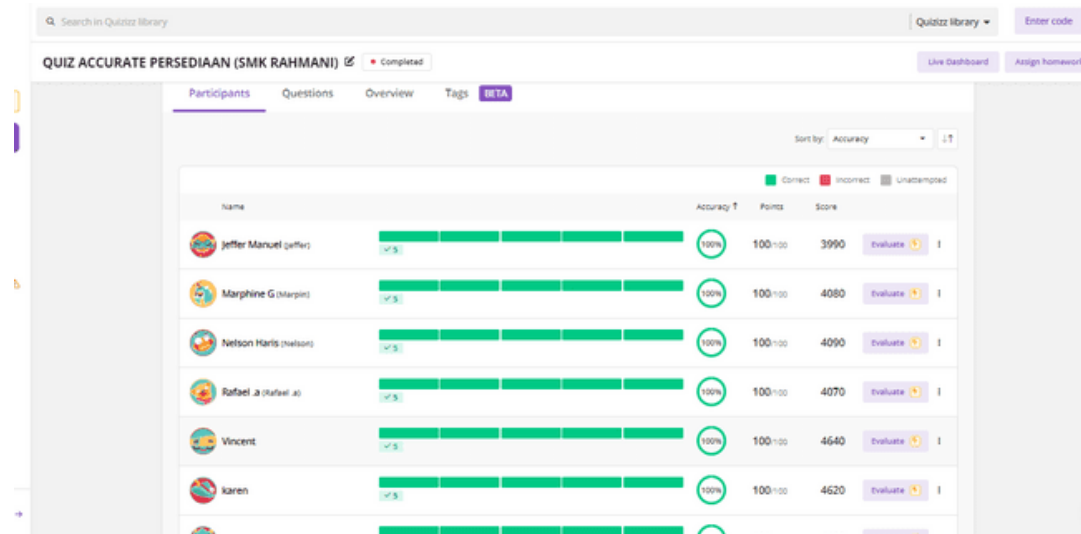 Search in Quizizz library
Quizizz library
Enter code
QUIZ ACCURATE PERSEDIAAN (SMK RAHMANI)
Completed
Live Dashboard
Assign homework
Participants Questions Overview Tags BETA
Sort by: Accuracy
Correct Incorrect Unattempted
Name Accuracy Points Score
Jeffer Manuel (jeffer) 5 100% 100/100 3990 Evaluate
Marphine G (Marpin) 5 100% 100/100 4080 Evaluate
Nelson Haris (Nelson) 5 100% 100/100 4090 Evaluate
Rafael .a (Rafael .a) 5 100% 100/100 4070 Evaluate
Vincent 5 100% 100/100 4640 Evaluate
karen 5 100% 100/100 4620 Evaluate